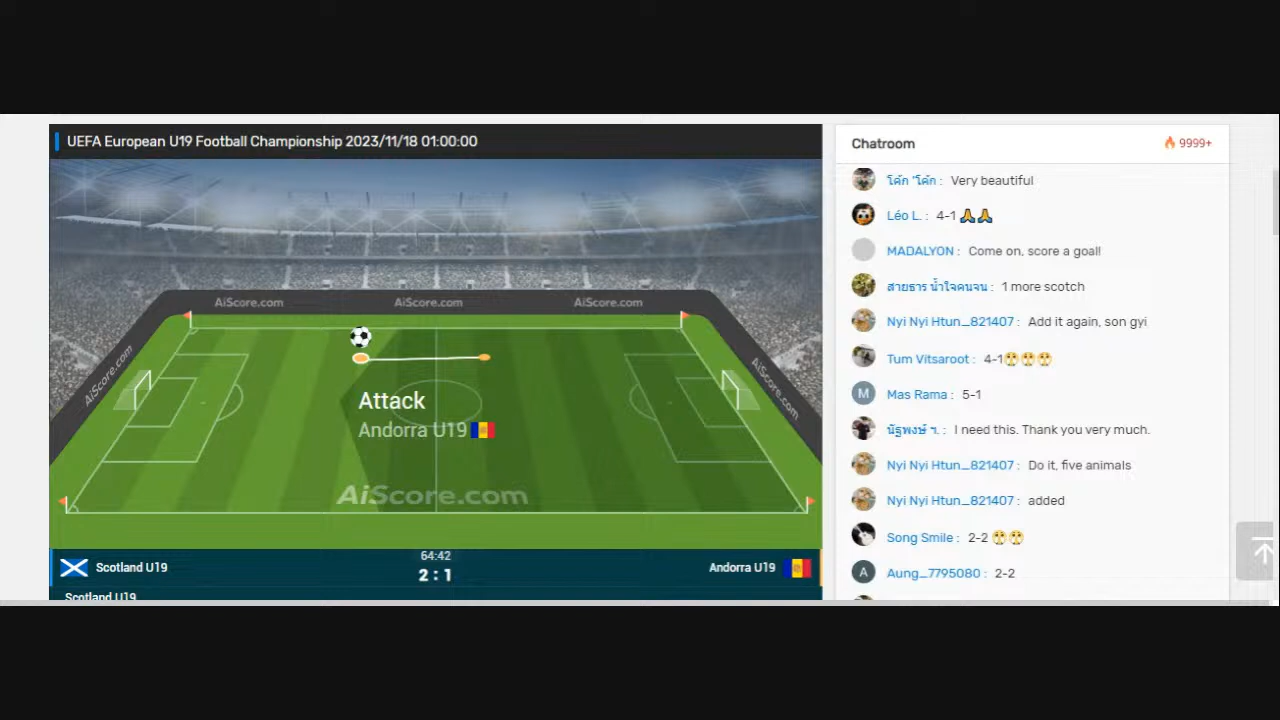 UEFA European U19 Football Championship 2023/11/18 01:00:00
AiScore.com
AiScore.com
AiScore.com
AiScore.com
AiScore.com
Attack
Andorra U19
AiScore.com
64:42
Scotland U19
2 : 1
Andorra U19
Scotland U19
Chatroom
9999+
โค๊ก 'โค๊ก : Very beautiful
Léo L. : 4-1 🙏🙏
MADALYON : Come on, score a goal!
สายธาร น้ำใจคนจน : 1 more scotch
Nyi Nyi Htun_821407 : Add it again, son gyi
Tum Vitsaroot : 4-1😤😤😤
M
Mas Rama : 5-1
นัฐพงษ์ ฯ. : I need this. Thank you very much.
Nyi Nyi Htun_821407 : Do it, five animals
Nyi Nyi Htun_821407 : added
Song Smile : 2-2 😤😤
A
Aung_7795080 : 2-2